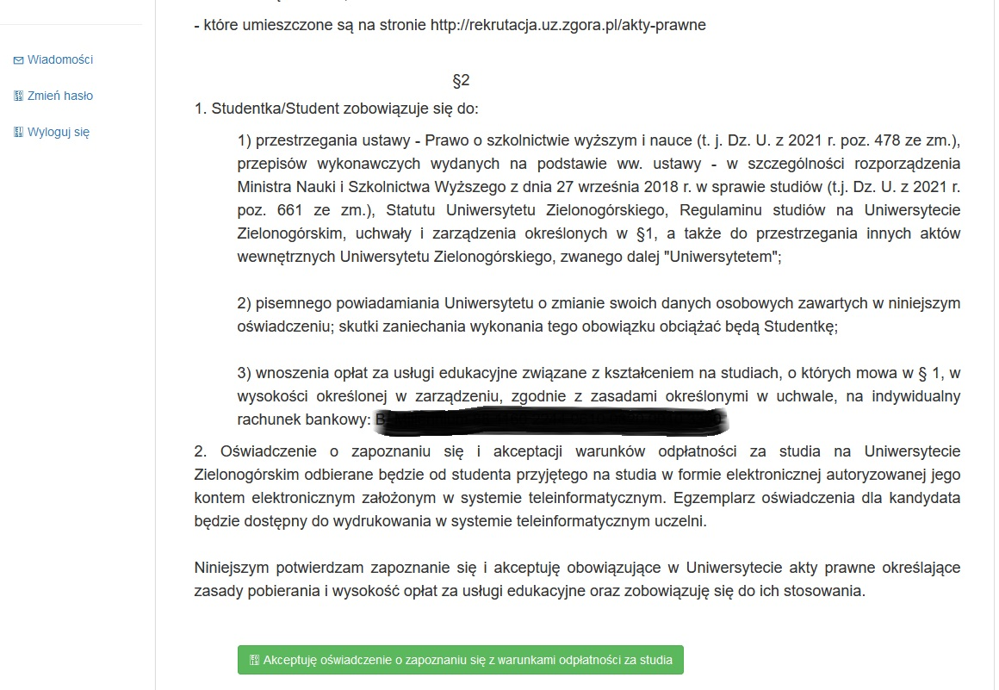 - które umieszczone są na stronie http://rekrutacja.uz.zgora.pl/akty-prawne
Wiadomości
Zmień hasło
Wyloguj się
§2
1. Studentka/Student zobowiązuje się do:
1) przestrzegania ustawy - Prawo o szkolnictwie wyższym i nauce (t. j. Dz. U. z 2021 r. poz. 478 ze zm.),
przepisów wykonawczych wydanych na podstawie ww. ustawy - w szczególności rozporządzenia
Ministra Nauki i Szkolnictwa Wyższego z dnia 27 września 2018 r. w sprawie studiów (t.j. Dz. U. z 2021 r.
poz. 661 ze zm.), Statutu Uniwersytetu Zielonogórskiego, Regulaminu studiów na Uniwersytecie
Zielonogórskim, uchwały i zarządzenia określonych w §1, a także do przestrzegania innych aktów
wewnętrznych Uniwersytetu Zielonogórskiego, zwanego dalej "Uniwersytetem";
2) pisemnego powiadamiania Uniwersytetu o zmianie swoich danych osobowych zawartych w niniejszym
oświadczeniu; skutki zaniechania wykonania tego obowiązku obciążać będą Studentkę;
3) wnoszenia opłat za usługi edukacyjne związane z kształceniem na studiach, o których mowa w § 1, w
wysokości określonej w zarządzeniu, zgodnie z zasadami określonymi w uchwale, na indywidualny
rachunek bankowy:
2. Oświadczenie o zapoznaniu się i akceptacji warunków odpłatności za studia na Uniwersytecie
Zielonogórskim odbierane będzie od studenta przyjętego na studia w formie elektronicznej autoryzowanej jego
kontem elektronicznym założonym w systemie teleinformatycznym. Egzemplarz oświadczenia dla kandydata
będzie dostępny do wydrukowania w systemie teleinformatycznym uczelni.
Niniejszym potwierdzam zapoznanie się i akceptuję obowiązujące w Uniwersytecie akty prawne określające
zasady pobierania i wysokość opłat za usługi edukacyjne oraz zobowiązuję się do ich stosowania.
Akceptuję oświadczenie o zapoznaniu się z warunkami odpłatności za studia